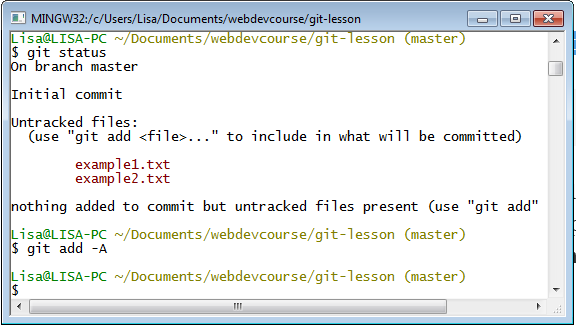 MINGW32:/c/Users/Lisa/Documents/webdevcourse/git-lesson
Lisa@LISA-PC ~/Documents/webdevcourse/git-lesson (master)
$ git status
On branch master
Initial commit
Untracked files:
  (use "git add <file>..." to include in what will be committed)
        example1.txt
        example2.txt
nothing added to commit but untracked files present (use "git add"
Lisa@LISA-PC ~/Documents/webdevcourse/git-lesson (master)
$ git add -A
Lisa@LISA-PC ~/Documents/webdevcourse/git-lesson (master)
$